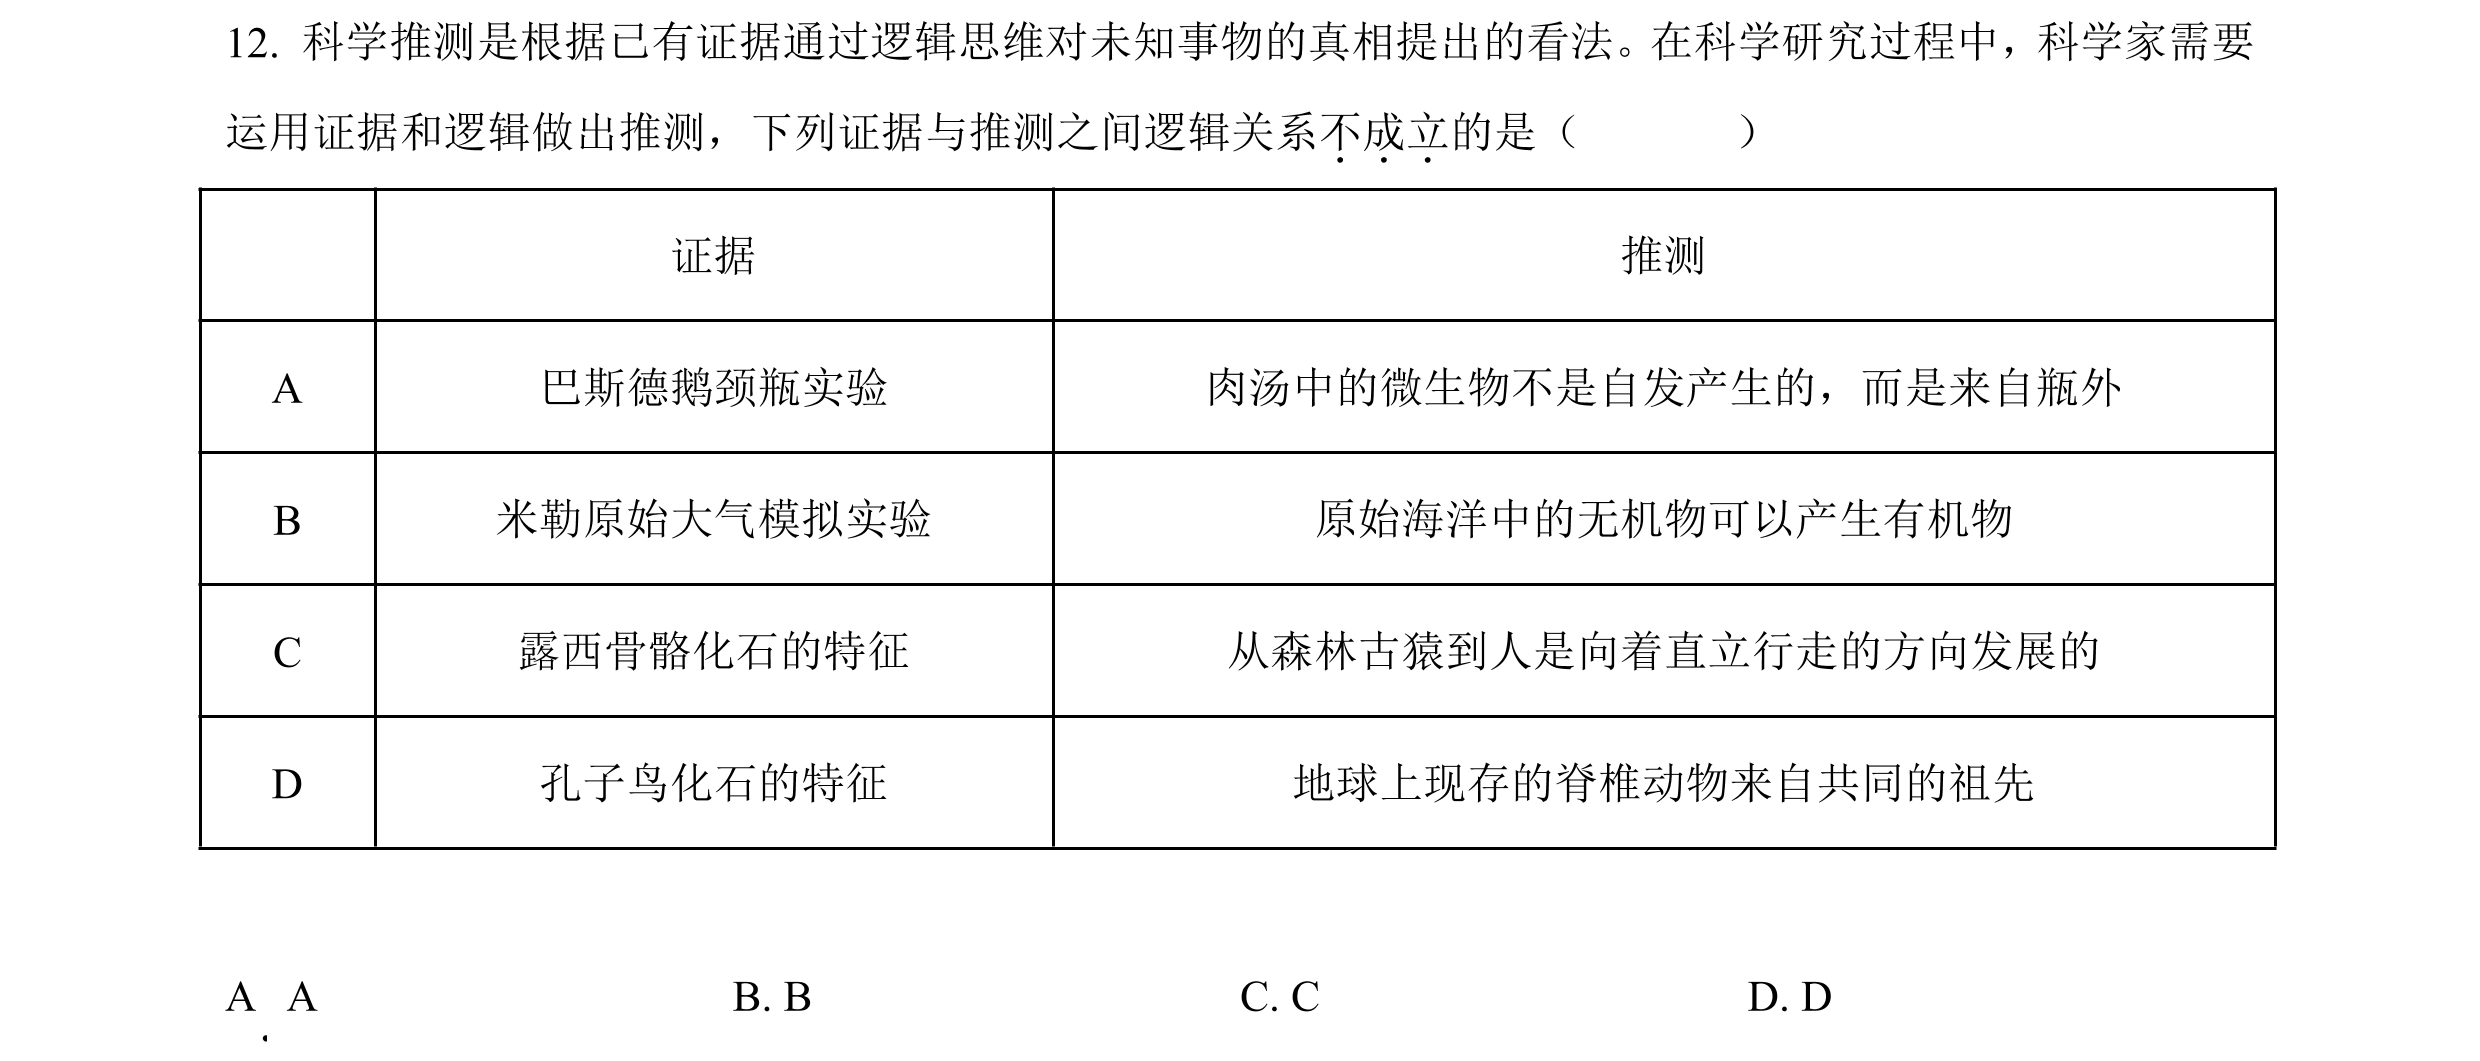 12. 科学推测是根据已有证据通过逻辑思维对未知事物的真相提出的看法。在科学研究过程中，科学家需要
运用证据和逻辑做出推测，下列证据与推测之间逻辑关系不成立的是（　　）
证据 推测
A 巴斯德鹅颈瓶实验 肉汤中的微生物不是自发产生的，而是来自瓶外
B 米勒原始大气模拟实验 原始海洋中的无机物可以产生有机物
C 露西骨骼化石的特征 从森林古猿到人是向着直立行走的方向发展的
D 孔子鸟化石的特征 地球上现存的脊椎动物来自共同的祖先
A. A B. B C. C D. D